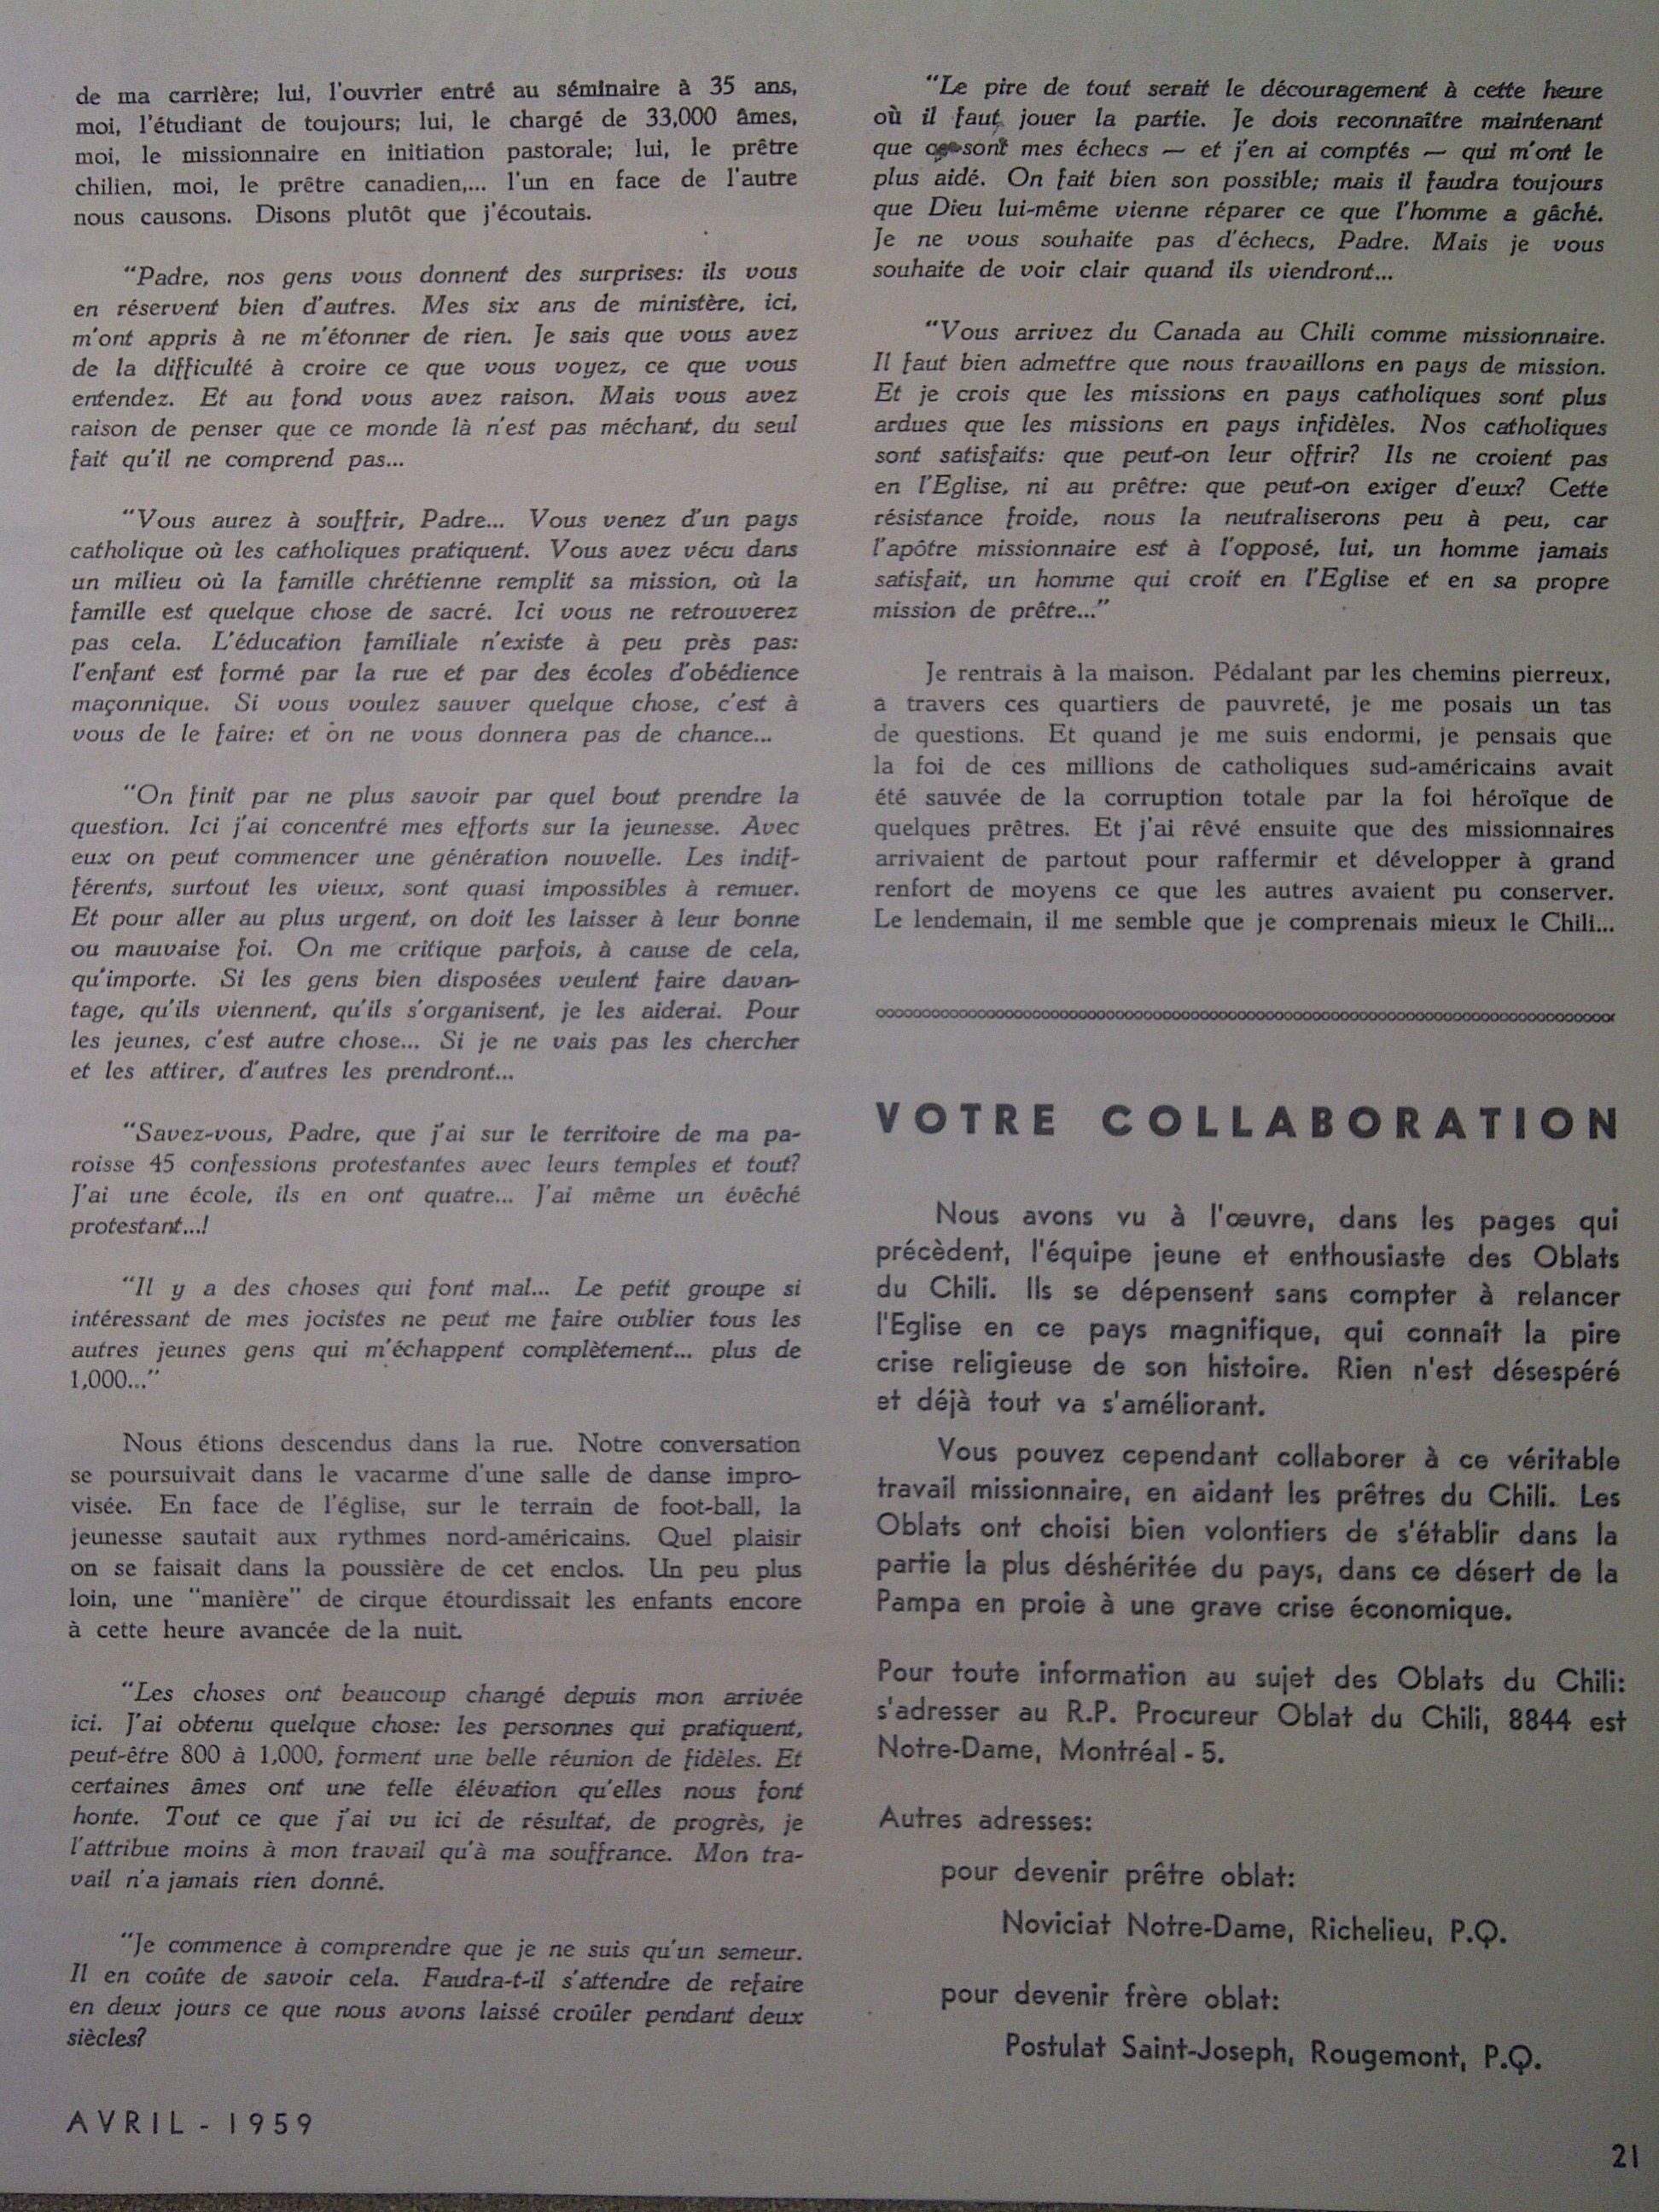 de ma carrière; lui, l'ouvrier entré au séminaire à 35 ans,
moi, l'étudiant de toujours; lui, le chargé de 33,000 âmes,
moi, le missionnaire en initiation pastorale; lui, le prêtre
chilien, moi, le prêtre canadien,... l'un en face de l'autre
nous causons. Disons plutôt que j'écoutais.
"Padre, nos gens vous donnent des surprises: ils vous
en réservent bien d'autres. Mes six ans de ministère, ici,
m'ont appris à ne m'étonner de rien. Je sais que vous avez
de la difficulté à croire ce que vous voyez, ce que vous
entendez. Et au fond vous avez raison. Mais vous avez
raison de penser que ce monde là n'est pas méchant, du seul
fait qu'il ne comprend pas...
"Vous aurez à souffrir, Padre... Vous venez d'un pays
catholique où les catholiques pratiquent. Vous avez vécu dans
un milieu où la famille chrétienne remplit sa mission, où la
famille est quelque chose de sacré. Ici vous ne retrouverez
pas cela. L'éducation familiale n'existe à peu près pas:
l'enfant est formé par la rue et par des écoles d'obédience
maçonnique. Si vous voulez sauver quelque chose, c'est à
vous de le faire: et on ne vous donnera pas de chance...
"On finit par ne plus savoir par quel bout prendre la
question. Ici j'ai concentré mes efforts sur la jeunesse. Avec
eux on peut commencer une génération nouvelle. Les indif-
férents, surtout les vieux, sont quasi impossibles à remuer.
Et pour aller au plus urgent, on doit les laisser à leur bonne
ou mauvaise foi. On me critique parfois, à cause de cela,
qu'importe. Si les gens bien disposées veulent faire davan-
tage, qu'ils viennent, qu'ils s'organisent, je les aiderai. Pour
les jeunes, c'est autre chose... Si je ne vais pas les chercher
et les attirer, d'autres les prendront...
"Savez-vous, Padre, que j'ai sur le territoire de ma pa-
roisse 45 confessions protestantes avec leurs temples et tout?
J'ai une école, ils en ont quatre... J'ai même un évêché
protestant...!
"Il y a des choses qui font mal... Le petit groupe si
intéressant de mes jocistes ne peut me faire oublier tous les
autres jeunes gens qui m'échappent complètement... plus de
1,000..."
Nous étions descendus dans la rue. Notre conversation
se poursuivait dans le vacarme d'une salle de danse impro-
visée. En face de l'église, sur le terrain de foot-ball, la
jeunesse sautait aux rythmes nord-américains. Quel plaisir
on se faisait dans la poussière de cet enclos. Un peu plus
loin, une "manière" de cirque étourdissait les enfants encore
à cette heure avancée de la nuit.
"Les choses ont beaucoup changé depuis mon arrivée
ici. J'ai obtenu quelque chose: les personnes qui pratiquent,
peut-être 800 à 1,000, forment une belle réunion de fidèles. Et
certaines âmes ont une telle élévation qu'elles nous font
honte. Tout ce que j'ai vu ici de résultat, de progrès, je
l'attribue moins à mon travail qu'à ma souffrance. Mon tra-
vail n'a jamais rien donné.
"Je commence à comprendre que je ne suis qu'un semeur.
Il en coûte de savoir cela. Faudra-t-il s'attendre de refaire
en deux jours ce que nous avons laissé croûler pendant deux
siècles?
"Le pire de tout serait le découragement à cette heure
où il faut jouer la partie. Je dois reconnaître maintenant
que ce sont mes échecs — et j'en ai comptés — qui m'ont le
plus aidé. On fait bien son possible; mais il faudra toujours
que Dieu lui-même vienne réparer ce que l'homme a gâché.
Je ne vous souhaite pas d'échecs, Padre. Mais je vous
souhaite de voir clair quand ils viendront...
"Vous arrivez du Canada au Chili comme missionnaire.
Il faut bien admettre que nous travaillons en pays de mission.
Et je crois que les missions en pays catholiques sont plus
ardues que les missions en pays infidèles. Nos catholiques
sont satisfaits: que peut-on leur offrir? Ils ne croient pas
en l'Eglise, ni au prêtre: que peut-on exiger d'eux? Cette
résistance froide, nous la neutraliserons peu à peu, car
l'apôtre missionnaire est à l'opposé, lui, un homme jamais
satisfait, un homme qui croit en l'Eglise et en sa propre
mission de prêtre..."
Je rentrais à la maison. Pédalant par les chemins pierreux,
a travers ces quartiers de pauvreté, je me posais un tas
de questions. Et quand je me suis endormi, je pensais que
la foi de ces millions de catholiques sud-américains avait
été sauvée de la corruption totale par la foi héroïque de
quelques prêtres. Et j'ai rêvé ensuite que des missionnaires
arrivaient de partout pour raffermir et développer à grand
renfort de moyens ce que les autres avaient pu conserver.
Le lendemain, il me semble que je comprenais mieux le Chili...
VOTRE COLLABORATION
Nous avons vu à l'œuvre, dans les pages qui
précèdent, l'équipe jeune et enthousiaste des Oblats
du Chili. Ils se dépensent sans compter à relancer
l'Eglise en ce pays magnifique, qui connaît la pire
crise religieuse de son histoire. Rien n'est désespéré
et déjà tout va s'améliorant.
Vous pouvez cependant collaborer à ce véritable
travail missionnaire, en aidant les prêtres du Chili. Les
Oblats ont choisi bien volontiers de s'établir dans la
partie la plus déshéritée du pays, dans ce désert de la
Pampa en proie à une grave crise économique.
Pour toute information au sujet des Oblats du Chili:
s'adresser au R.P. Procureur Oblat du Chili, 8844 est
Notre-Dame, Montréal - 5.
Autres adresses:
pour devenir prêtre oblat:
Noviciat Notre-Dame, Richelieu, P.Q.
pour devenir frère oblat:
Postulat Saint-Joseph, Rougemont, P.Q.
AVRIL - 1959
21